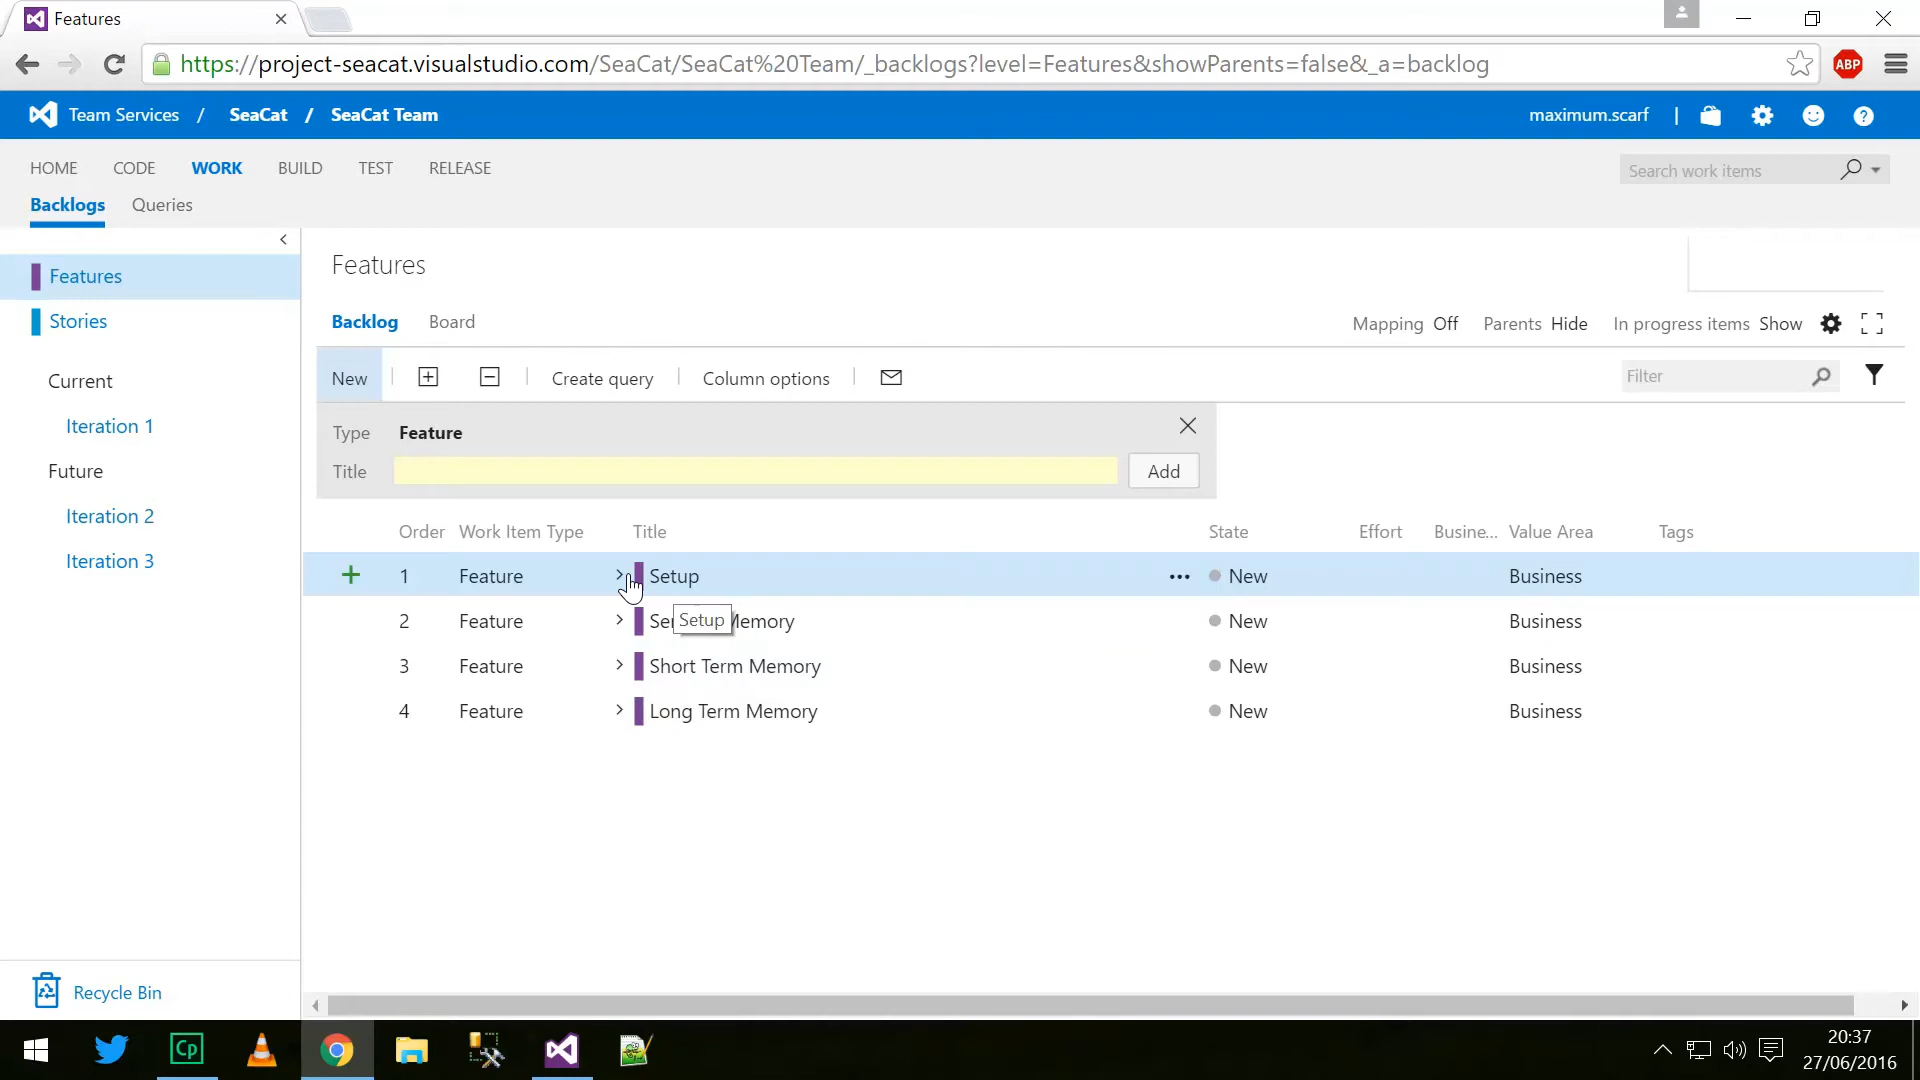 Features
https://project-seacat.visualstudio.com/SeaCat/SeaCat%20Team/_backlogs?level=Features&showParents=false&_a=backlog
ABP
Team Services / SeaCat / SeaCat Team
maximum.scarf |
HOME CODE WORK BUILD TEST RELEASE
Search work items
Backlogs Queries
Features
Stories
Current
Iteration 1
Future
Iteration 2
Iteration 3
Recycle Bin
Features
Backlog Board
Mapping Off Parents Hide In progress items Show
New Create query Column options
Filter
Type Feature
Title Add
Order Work Item Type Title State Effort Busine... Value Area Tags
1 Feature Setup ••• New Business
2 Feature Memory New Business
Setup
3 Feature Short Term Memory New Business
4 Feature Long Term Memory New Business
Cp
20:37
27/06/2016